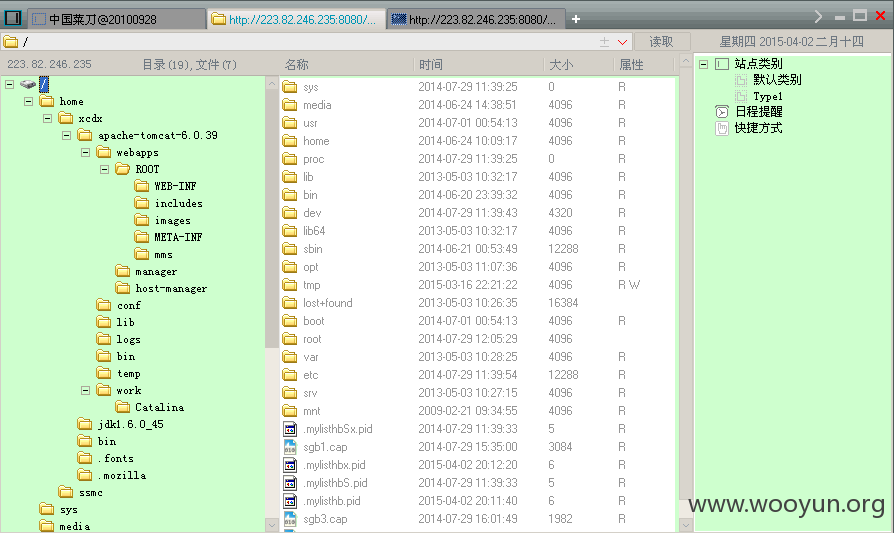 中国菜刀@20100928 http://223.82.246.235:8080/ http://223.82.246.235:8080/...
/ 读取 星期四 2015-04-02 二月十四
223.82.246.235 目录(19),文件(7) 名称 时间 大小 属性
/
home
xcdx
apache-tomcat-6.0.39
webapps
ROOT
WEB-INF
includes
images
META-INF
mms
manager
host-manager
conf
lib
logs
bin
temp
work
Catalina
jdk1.6.0_45
bin
.fonts
.mozilla
ssmc
sys
media
sys 2014-07-29 11:39:25 0 R
media 2014-06-24 14:38:51 4096 R
usr 2014-07-01 00:54:13 4096 R
home 2014-06-24 10:09:17 4096 R
proc 2014-07-29 11:39:25 0 R
lib 2013-05-03 10:32:17 4096 R
bin 2014-06-20 23:39:32 4096 R
dev 2014-07-29 11:39:43 4320 R
lib64 2013-05-03 10:32:17 4096 R
sbin 2014-06-21 00:53:49 12288 R
opt 2013-05-03 11:07:36 4096 R
tmp 2015-03-16 22:21:22 4096 R W
lost+found 2013-05-03 10:26:35 16384
boot 2014-07-01 00:54:13 4096 R
root 2014-07-29 12:05:29 4096
var 2013-05-03 10:28:25 4096 R
etc 2014-07-29 11:39:54 12288 R
srv 2013-05-03 10:27:15 4096 R
mnt 2009-02-21 09:34:55 4096 R
.mylisthbSx.pid 2014-07-29 11:39:33 5 R
sgb1.cap 2014-07-29 15:35:00 3084 R
.mylisthbx.pid 2015-04-02 20:12:20 6 R
.mylisthbS.pid 2014-07-29 11:39:33 5 R
.mylisthb.pid 2015-04-02 20:11:40 6 R
sgb3.cap 2014-07-29 16:01:49 1982 R
站点类别
默认类别
Type1
日程提醒
快捷方式
www.wooyun.org